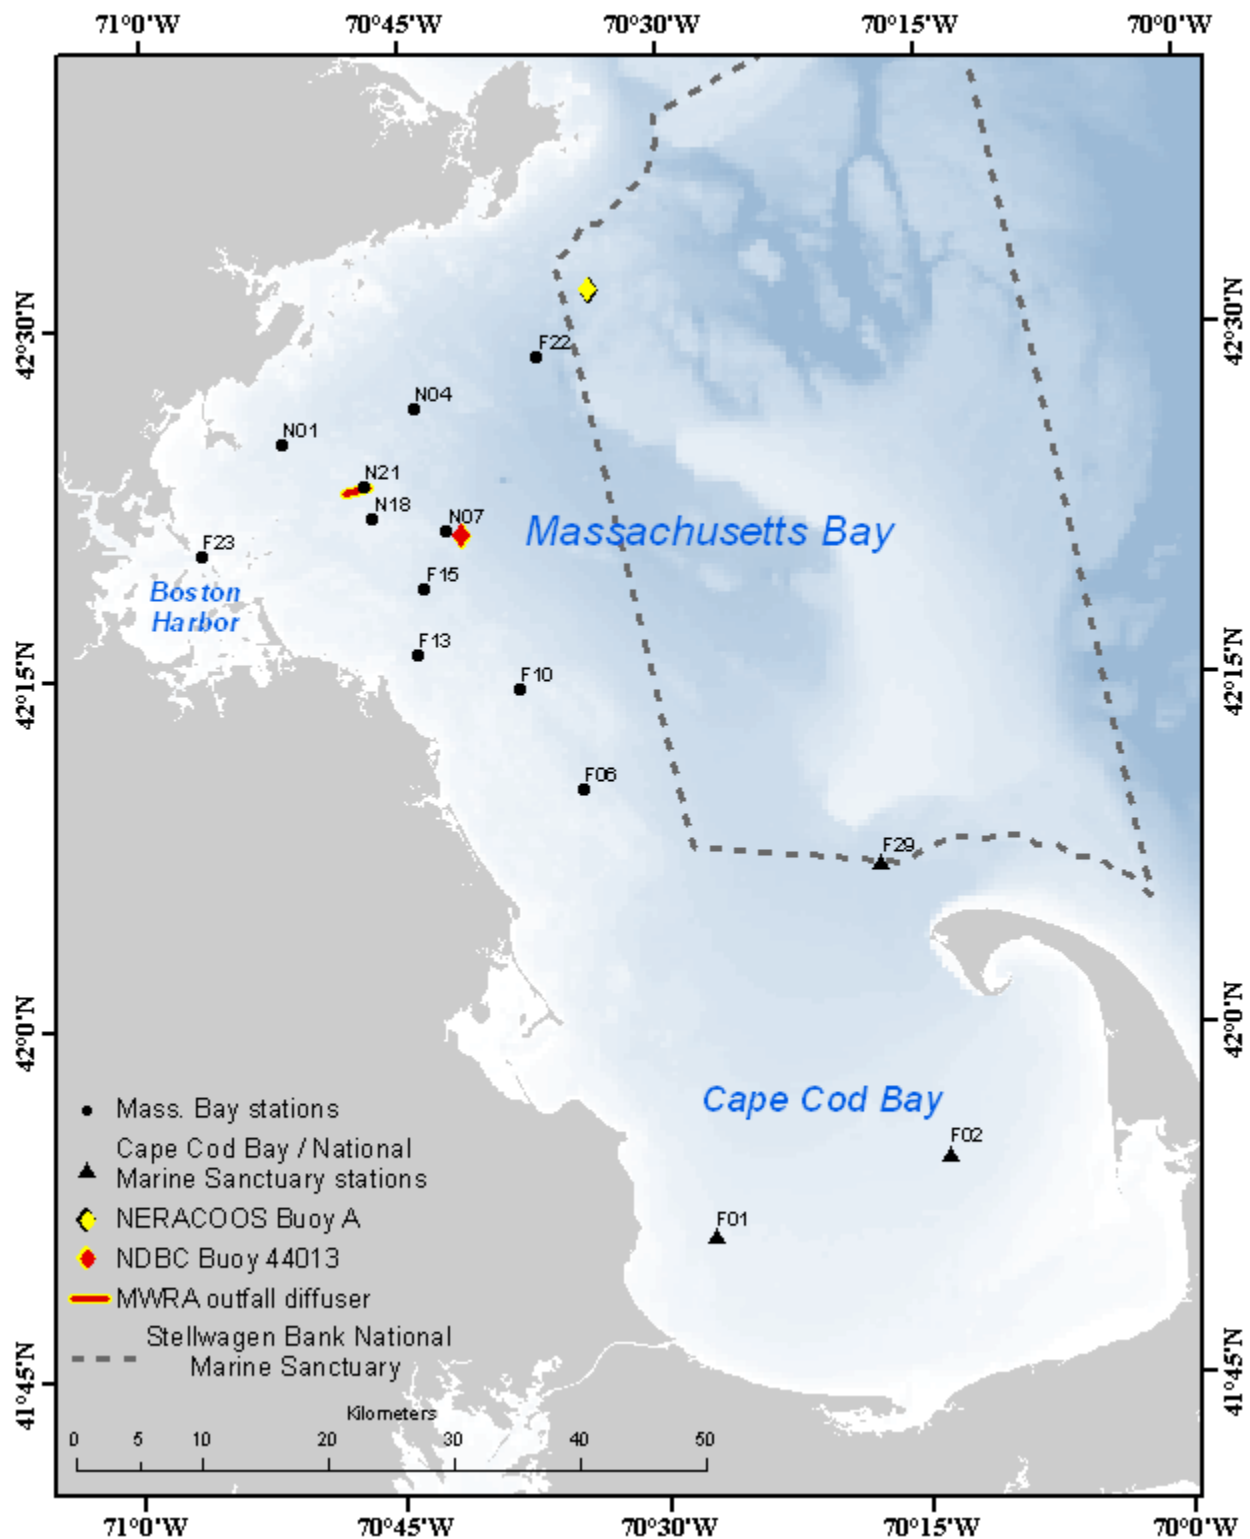 71°0'W 70°45'W 70°30'W 70°15'W 70°0'W
42°30'N 42°30'N
F22
N04
N01
N21
N18
N07
Massachusetts Bay
F23
F15
Boston
Harbor
F13
42°15'N 42°15'N
F10
F06
F29
42°0'N 42°0'N
Cape Cod Bay
Mass. Bay stations
F02
Cape Cod Bay / National
Marine Sanctuary stations
F01
NERACOOS Buoy A
NDBC Buoy 44013
MWRA outfall diffuser
Stellwagen Bank National
Marine Sanctuary
41°45'N 41°45'N
Kilometers
0 5 10 20 30 40 50
71°0'W 70°45'W 70°30'W 70°15'W 70°0'W